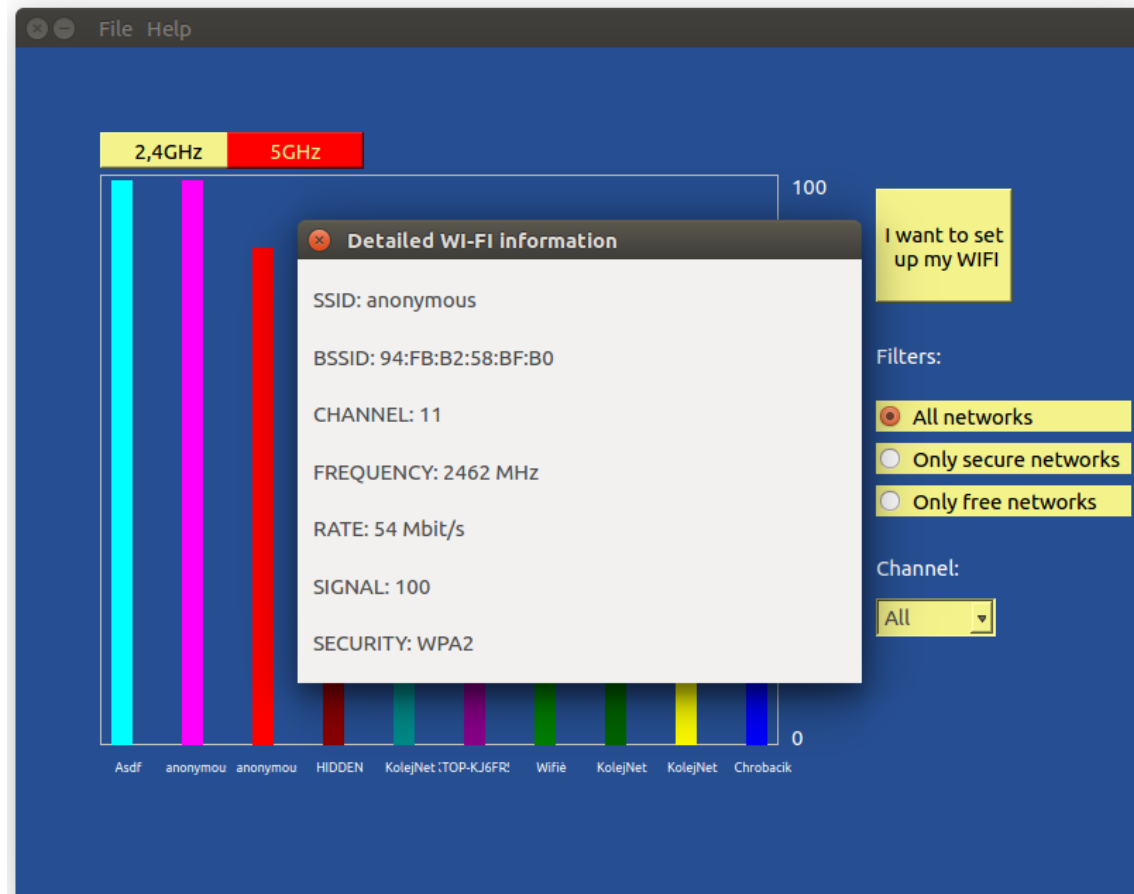 File Help
2,4GHz 5GHz
100
I want to set
up my WIFI
Detailed WI-FI information
SSID: anonymous
BSSID: 94:FB:B2:58:BF:B0
CHANNEL: 11
FREQUENCY: 2462 MHz
RATE: 54 Mbit/s
SIGNAL: 100
SECURITY: WPA2
Filters:
All networks
Only secure networks
Only free networks
Channel:
All
0
Asdf anonymou anonymou HIDDEN KolejNet TOP-KJ6FR Wifiè KolejNet KolejNet Chrobacik